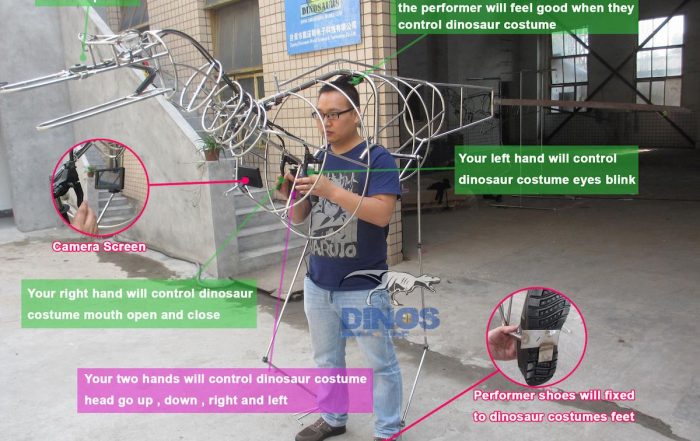 DINOSAURS
the performer will feel good when they
control dinosaur costume
Your left hand will control
dinosaur costume eyes blink
Camera Screen
Your right hand will control dinosaur
costume mouth open and close
DINOS
Your two hands will control dinosaur costume
head go up , down , right and left
Performer shoes will fixed
to dinosaur costumes feet